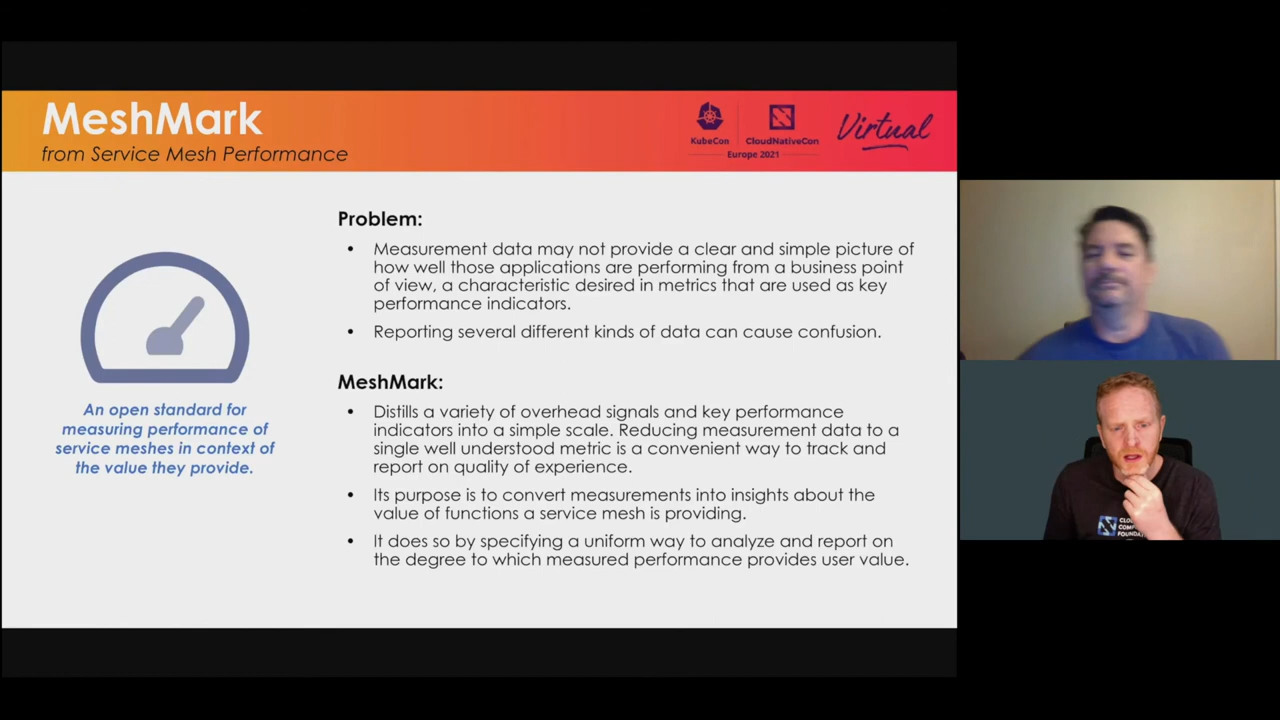 MeshMark
from Service Mesh Performance
KubeCon
CloudNativeCon
Europe 2021
Virtual
An open standard for
measuring performance of
service meshes in context of
the value they provide.
Problem:
• Measurement data may not provide a clear and simple picture of
how well those applications are performing from a business point
of view, a characteristic desired in metrics that are used as key
performance indicators.
• Reporting several different kinds of data can cause confusion.
MeshMark:
• Distills a variety of overhead signals and key performance
indicators into a simple scale. Reducing measurement data to a
single well understood metric is a convenient way to track and
report on quality of experience.
• Its purpose is to convert measurements into insights about the
value of functions a service mesh is providing.
• It does so by specifying a uniform way to analyze and report on
the degree to which measured performance provides user value.